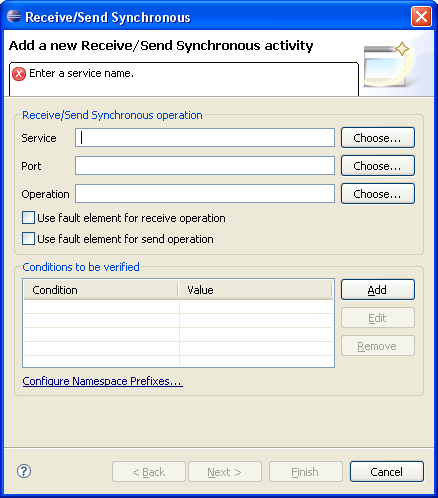 Receive/Send Synchronous
Add a new Receive/Send Synchronous activity
Enter a service name.
Receive/Send Synchronous operation
Service Choose...
Port Choose...
Operation Choose...
Use fault element for receive operation
Use fault element for send operation
Conditions to be verified
Condition Value Add
Edit
Remove
Configure Namespace Prefixes...
? < Back Next > Finish Cancel